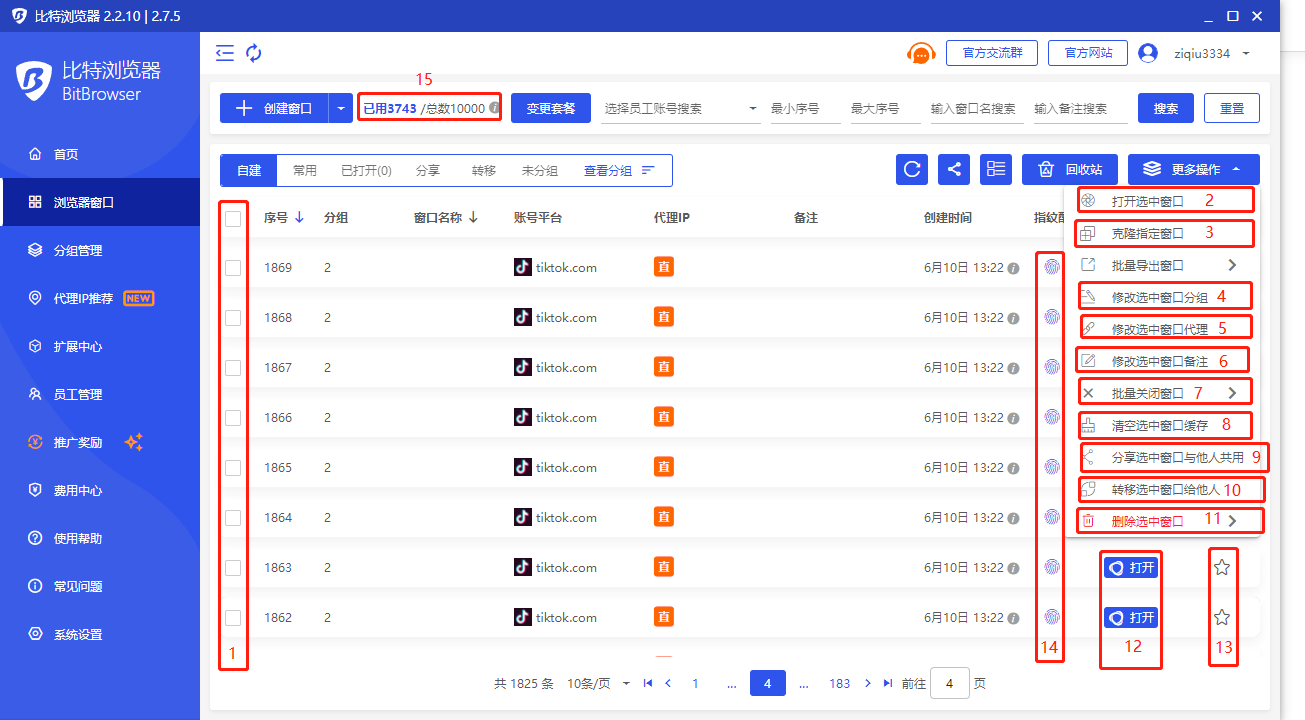 比特浏览器 2.2.10 | 2.7.5
比特浏览器
BitBrowser
首页
浏览器窗口
分组管理
代理IP推荐 NEW
扩展中心
员工管理
推广奖励
费用中心
使用帮助
常见问题
系统设置
官方交流群 官方网站 ziqiu3334
15
创建窗口 已用3743 /总数10000 变更套餐 选择员工账号搜索 最小序号 最大序号 输入窗口名搜索 输入备注搜索 搜索 重置
自建 常用 已打开(0) 分享 转移 未分组 查看分组 回收站 更多操作
序号 分组 窗口名称 账号平台 代理IP 备注 创建时间 指纹
1869 2 tiktok.com 直 6月10日 13:22
1868 2 tiktok.com 直 6月10日 13:22
1867 2 tiktok.com 直 6月10日 13:22
1866 2 tiktok.com 直 6月10日 13:22
1865 2 tiktok.com 直 6月10日 13:22
1864 2 tiktok.com 直 6月10日 13:22
1863 2 tiktok.com 直 6月10日 13:22 打开
1862 2 tiktok.com 直 6月10日 13:22 打开
打开选中窗口 2
克隆指定窗口 3
批量导出窗口
修改选中窗口分组 4
修改选中窗口代理 5
修改选中窗口备注 6
批量关闭窗口 7
清空选中窗口缓存 8
分享选中窗口与他人共用 9
转移选中窗口给他人 10
删除选中窗口 11
1 14 12 13
共 1825 条 10条/页 1 ... 4 ... 183 前往 4 页